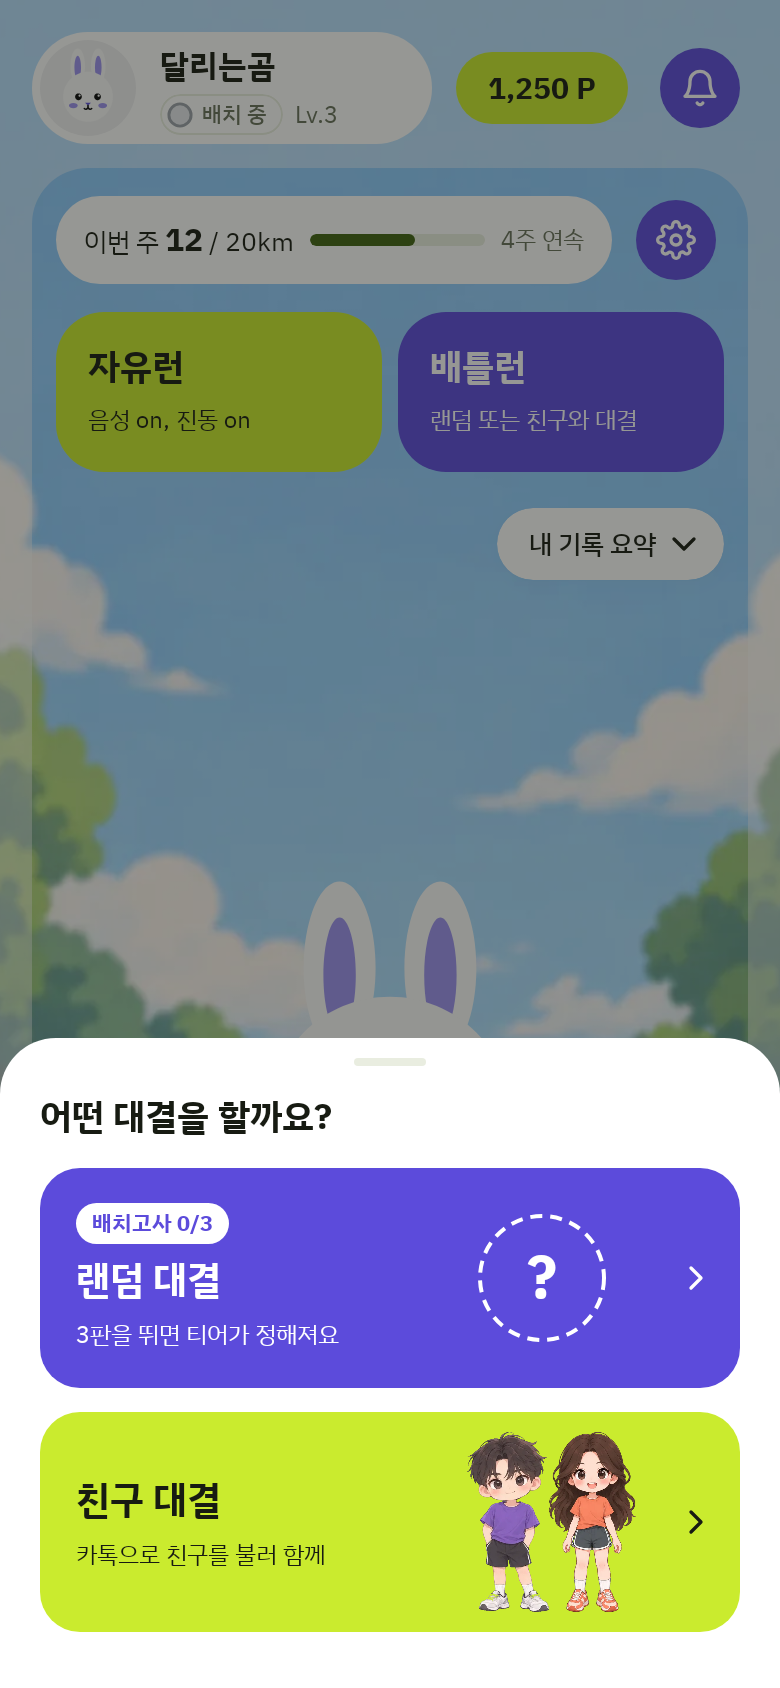 달리는곰
1,250 P
배치 중 Lv.3
이번 주 12 / 20km 4주 연속
자유런
음성 on, 진동 on
배틀런
랜덤 또는 친구와 대결
내 기록 요약
어떤 대결을 할까요?
배치고사 0/3
랜덤 대결
3판을 뛰면 티어가 정해져요
?
친구 대결
카톡으로 친구를 불러 함께